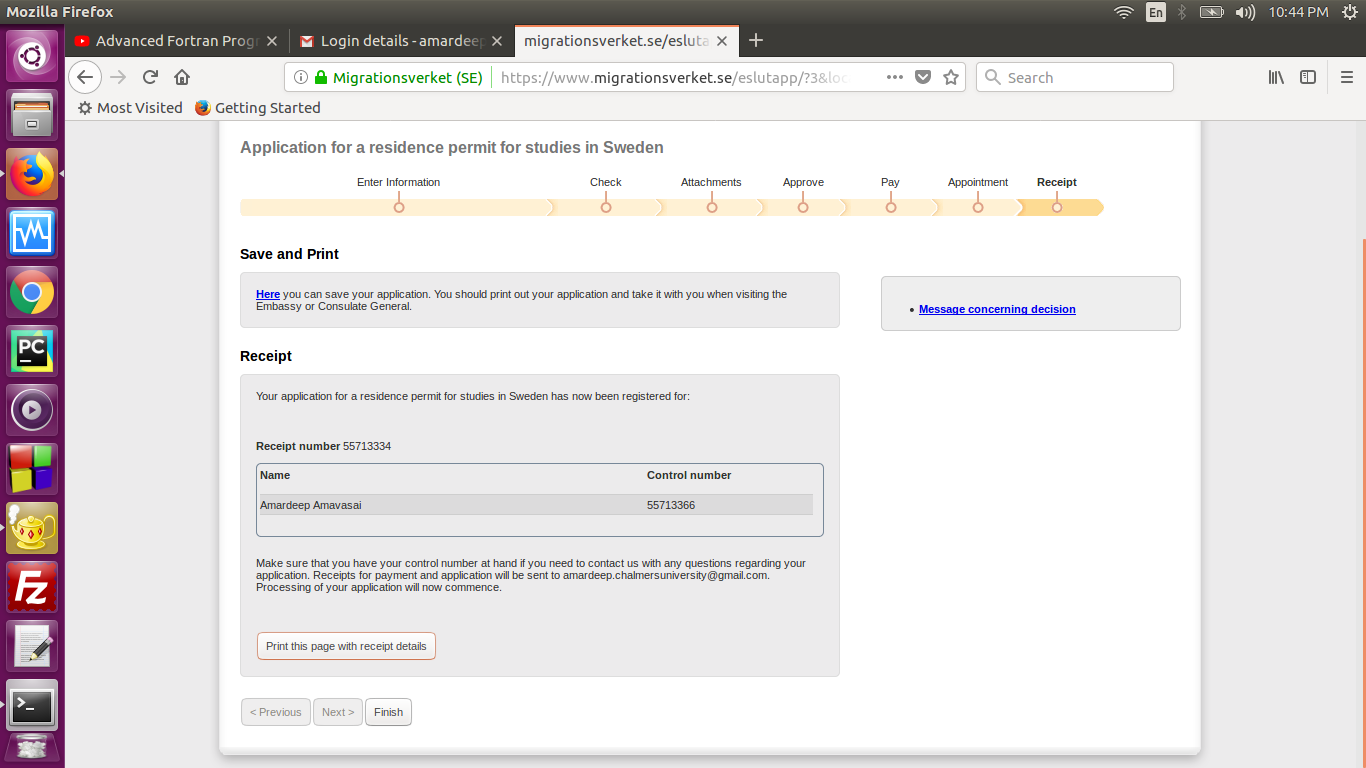 Mozilla Firefox
En
10:44 PM
Advanced Fortran Prog
Login details - amardeep
migrationsverket.se/esluta
Migrationsverket (SE)
https://www.migrationsverket.se/eslutapp/?3&loc
Search
Most Visited
Getting Started
Application for a residence permit for studies in Sweden
Enter Information
Check
Attachments
Approve
Pay
Appointment
Receipt
Save and Print
Here you can save your application. You should print out your application and take it with you when visiting the
Embassy or Consulate General.
Message concerning decision
Receipt
Your application for a residence permit for studies in Sweden has now been registered for:
Receipt number 55713334
Name Control number
Amardeep Amavasai 55713366
Make sure that you have your control number at hand if you need to contact us with any questions regarding your
application. Receipts for payment and application will be sent to amardeep.chalmersuniversity@gmail.com.
Processing of your application will now commence.
Print this page with receipt details
< Previous
Next >
Finish
PC
Fz
>_